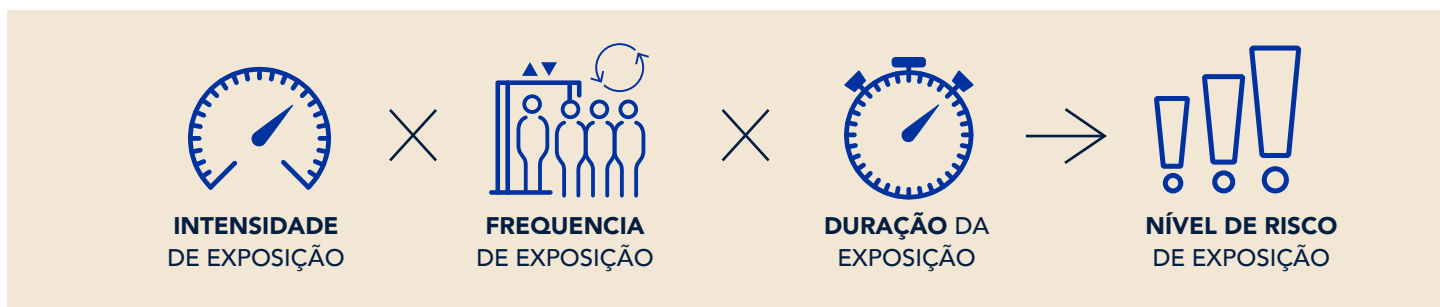 INTENSIDADE
DE EXPOSIÇÃO
FREQUENCIA
DE EXPOSIÇÃO
DURAÇÃO DA
EXPOSIÇÃO
NÍVEL DE RISCO
DE EXPOSIÇÃO